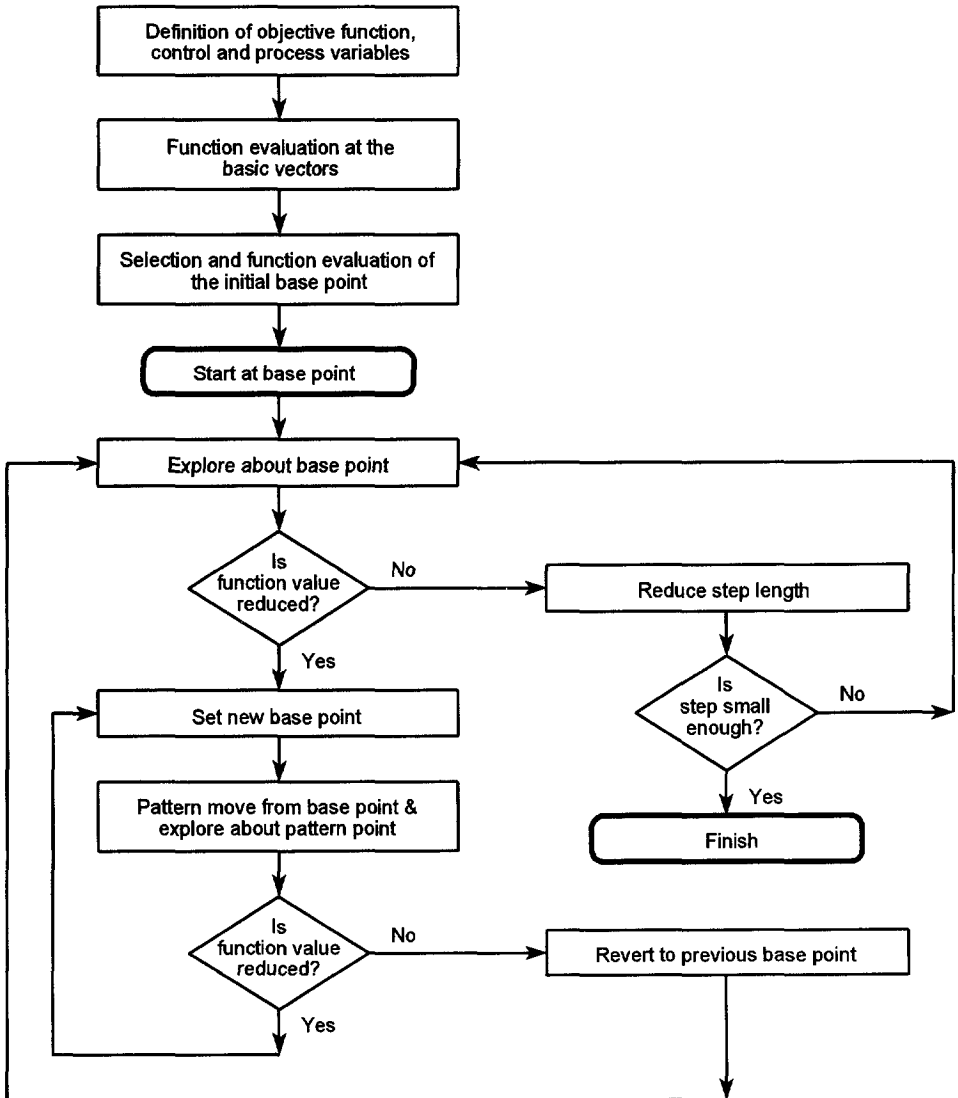 Definition of objective function,
control and process variables
Function evaluation at the
basic vectors
Selection and function evaluation of
the initial base point
Start at base point
Explore about base point
Is
function value
reduced?
No
Reduce step length
Yes
Is
step small
enough?
No
Set new base point
Yes
Pattern move from base point &
explore about pattern point
Finish
Is
function value
reduced?
No
Revert to previous base point
Yes